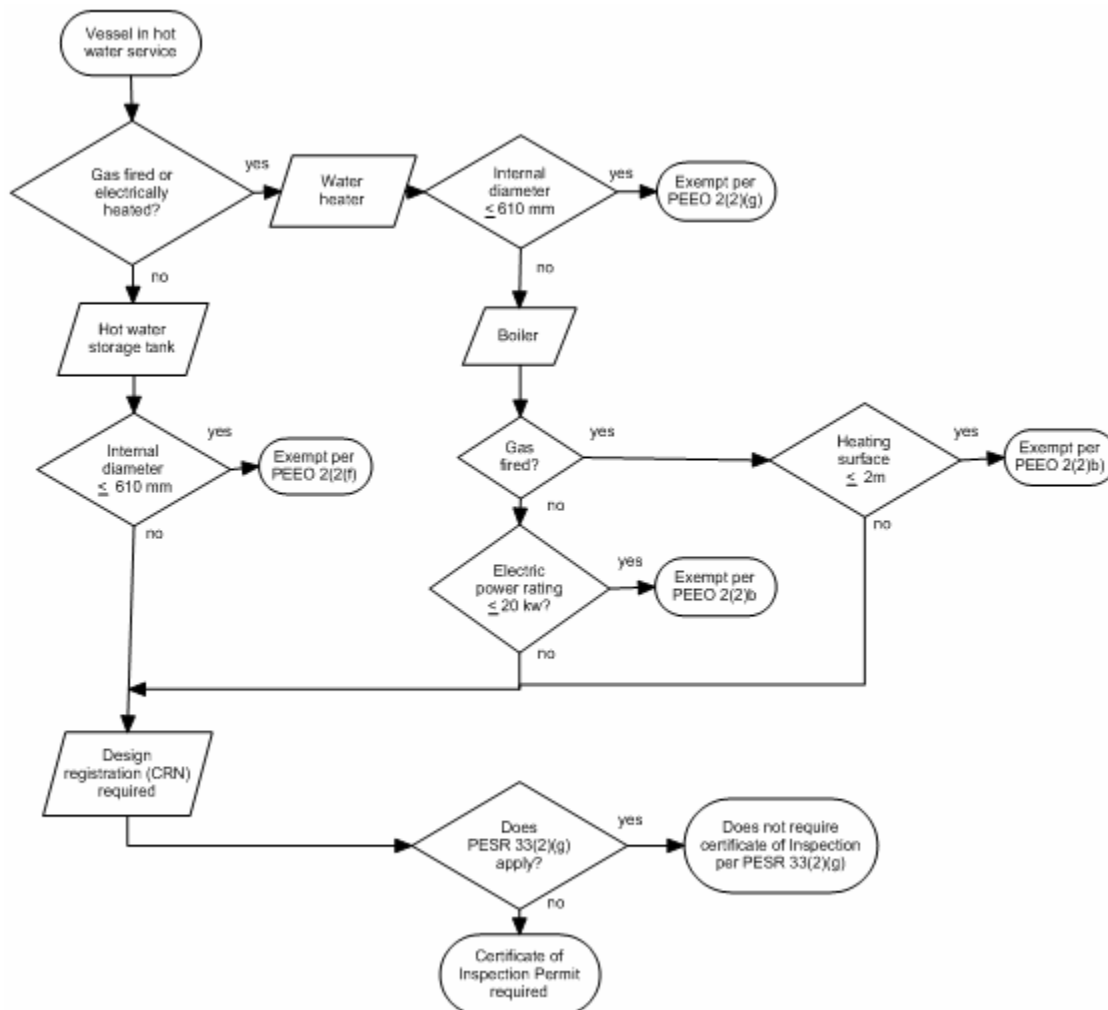 Vessel in hot
water service
Gas fired or
electrically
heated?
yes
Water
heater
Internal
diameter
≤ 610 mm
yes
Exempt per
PEEO 2(2)(g)
no
no
Hot water
storage tank
Boiler
Internal
diameter
≤ 610 mm
yes
Exempt per
PEEO 2(2(f)
no
Gas
fired?
yes
Heating
surface
≤ 2m
yes
Exempt per
PEEO 2(2)b)
no
no
Electric
power rating
≤ 20 kw?
yes
Exempt per
PEEO 2(2)b
no
Design
registration (CRN)
required
Does
PESR 33(2)(g)
apply?
yes
Does not require
certificate of Inspection
per PESR 33(2)(g)
no
Certificate of
Inspection Permit
required